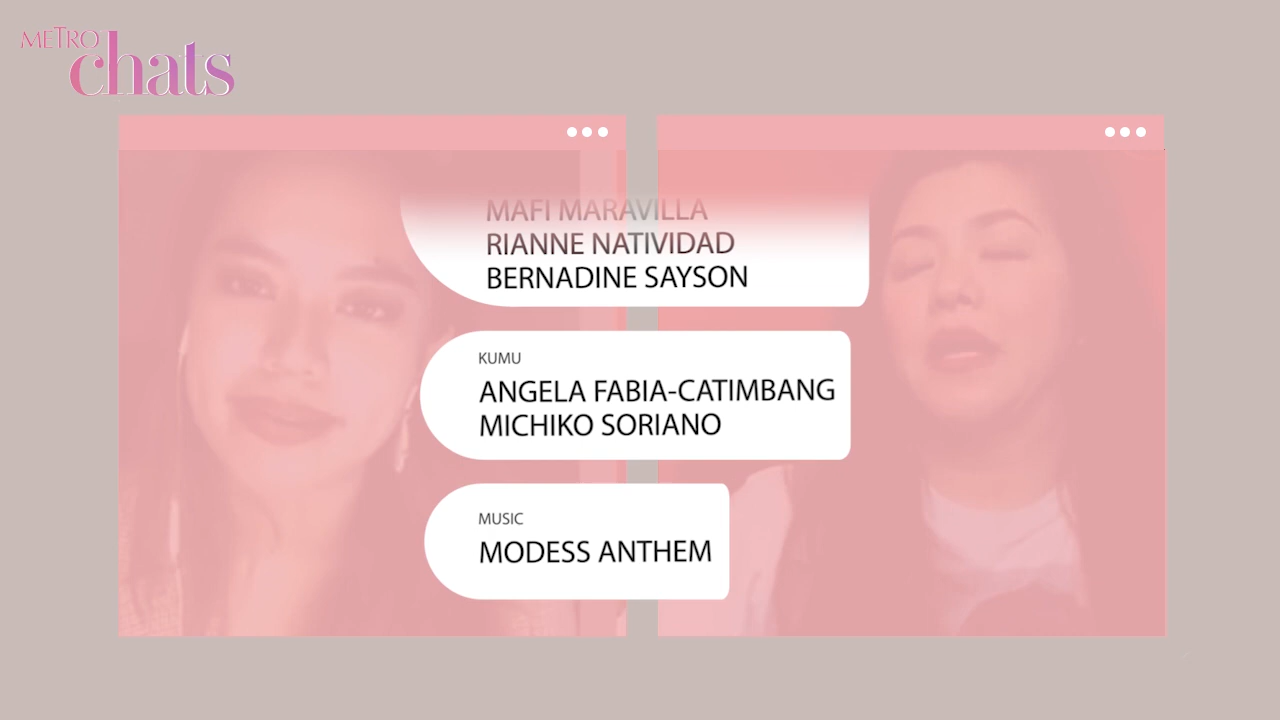 METRO
chats
MAFI MARAVILLA
RIANNE NATIVIDAD
BERNADINE SAYSON
KUMU
ANGELA FABIA-CATIMBANG
MICHIKO SORIANO
MUSIC
MODESS ANTHEM